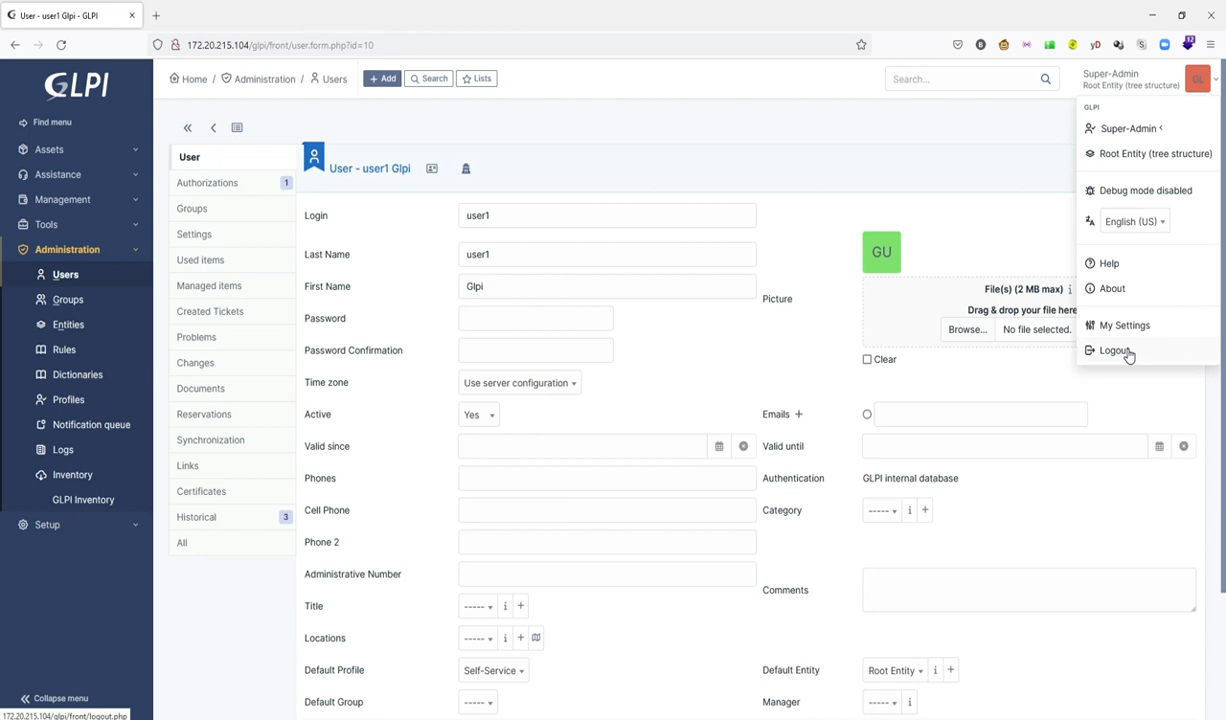 User - user1 Glpi - GLPI
172.20.215.104/glpi/front/user.form.php?id=10
yD
12
GLPI
Home / Administration / Users
Add
Search
Lists
Search...
Super-Admin
Root Entity (tree structure)
GL
Find menu
Assets
Assistance
Management
Tools
Administration
Users
Groups
Entities
Rules
Dictionaries
Profiles
Notification queue
Logs
Inventory
GLPI Inventory
Setup
Collapse menu
172.20.215.104/glpi/front/logout.php
User
Authorizations 1
Groups
Settings
Used items
Managed items
Created Tickets
Problems
Changes
Documents
Reservations
Synchronization
Links
Certificates
Historical 3
All
User - user1 Glpi
Login user1
Last Name user1
First Name Glpi
Password
Password Confirmation
Time zone Use server configuration
Active Yes
Valid since
Phones
Cell Phone
Phone 2
Administrative Number
Title -----
Locations -----
Default Profile Self-Service
Default Group -----
Picture
GU
File(s) (2 MB max)
Drag & drop your file here
Browse... No file selected.
Clear
Emails
Valid until
Authentication GLPI internal database
Category -----
Comments
Default Entity Root Entity
Manager -----
GLPI
Super-Admin
Root Entity (tree structure)
Debug mode disabled
English (US)
Help
About
My Settings
Logout